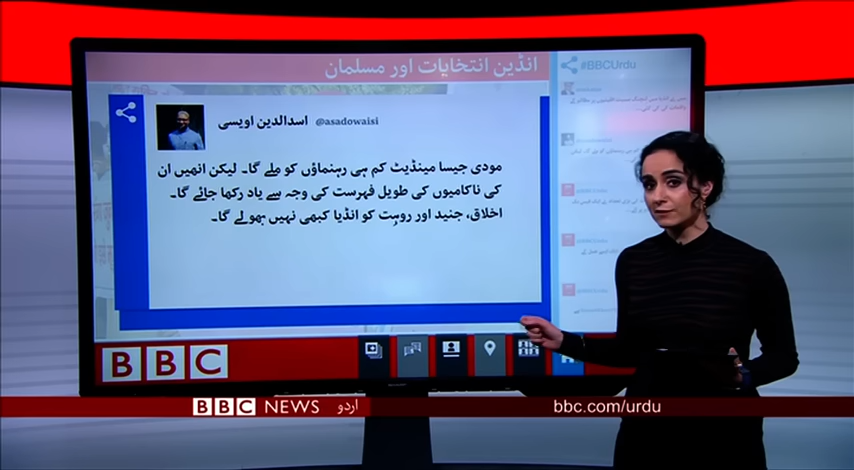 انڈین انتخابات اور مسلمان
#BBCUrdu
اسدالدین اویسی @asadowaisi
مودی جیسا مینڈیٹ کم ہی رہنماؤں کو ملے گا۔ لیکن انھیں ان
کی ناکامیوں کی طویل فہرست کی وجہ سے یاد رکھا جائے گا۔
اخلاق، جنید اور روہِت کو انڈیا کبھی نہیں بھولے گا۔
BBC
BBC NEWS اردو
bbc.com/urdu